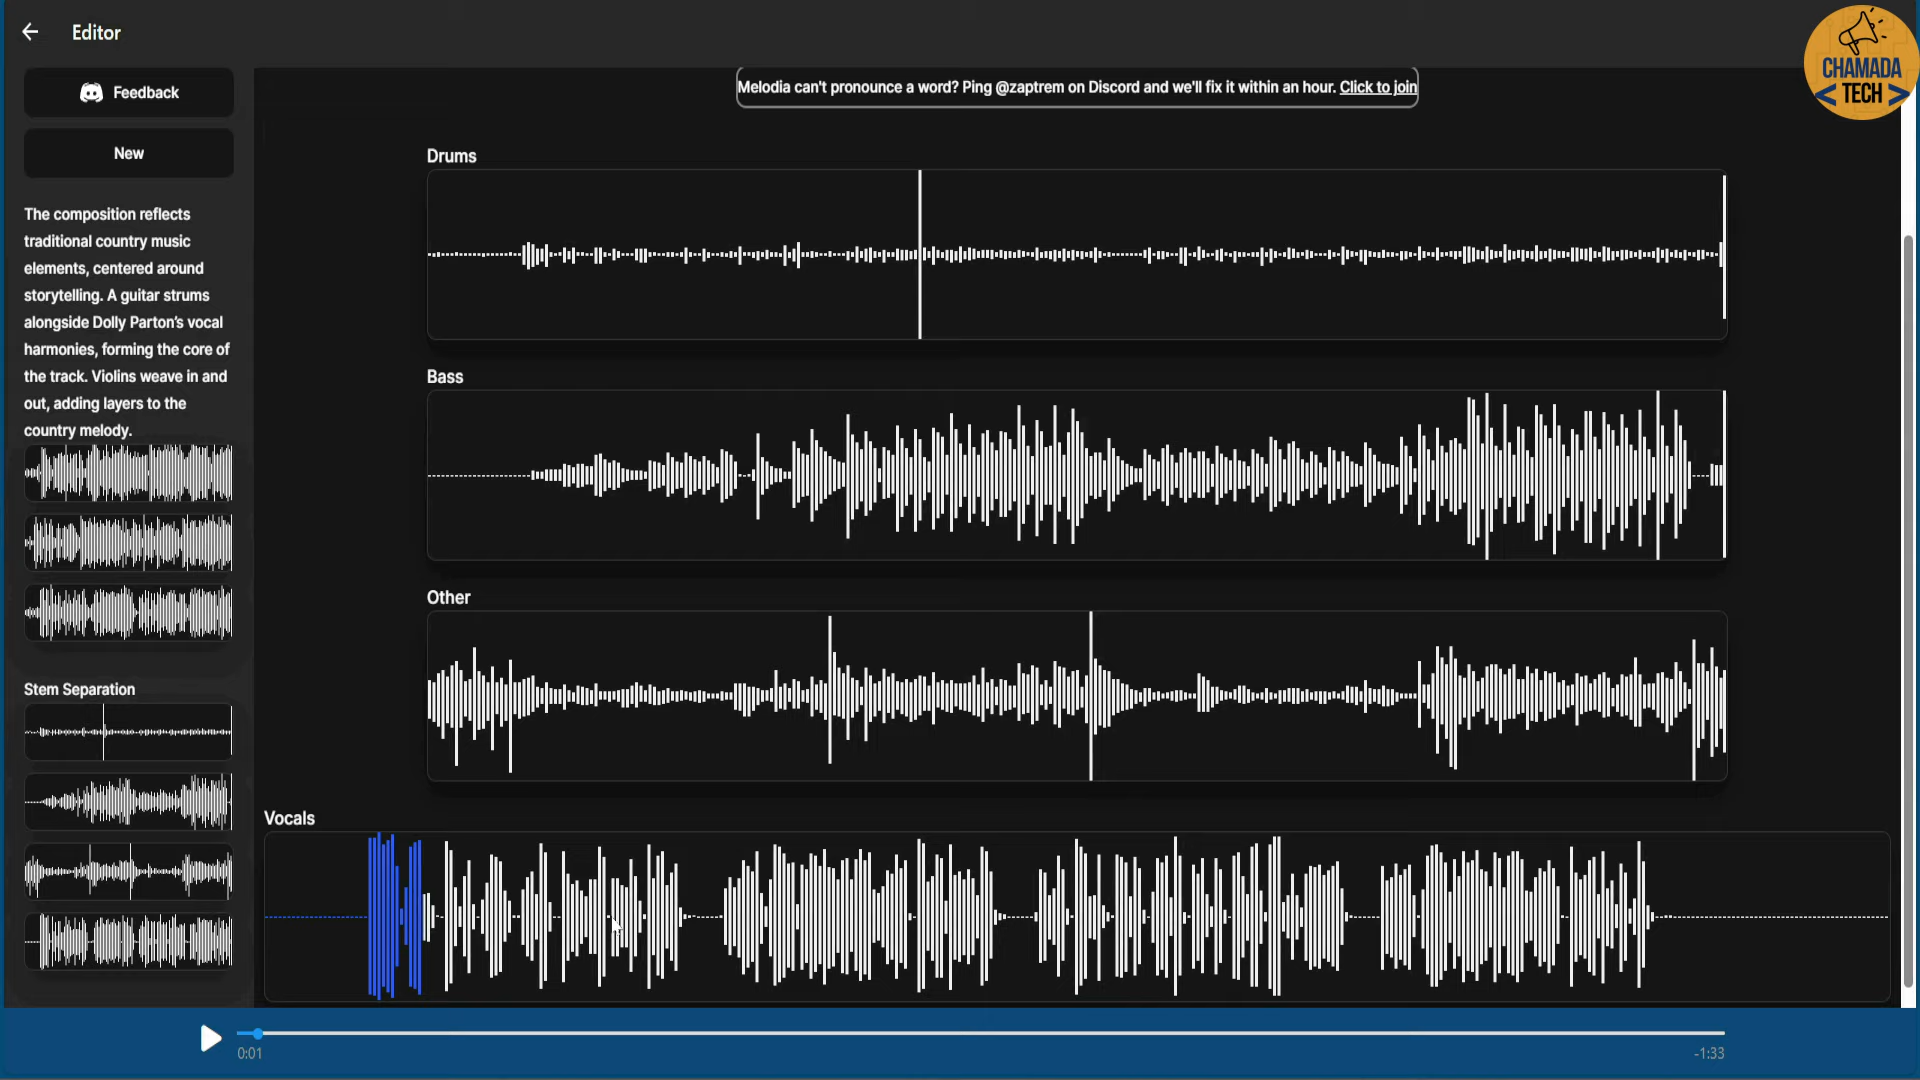 Editor
Feedback
New
The composition reflects
traditional country music
elements, centered around
storytelling. A guitar strums
alongside Dolly Parton's vocal
harmonies, forming the core of
the track. Violins weave in and
out, adding layers to the
country melody.
Stem Separation
Melodia can't pronounce a word? Ping @zaptrem on Discord and we'll fix it within an hour. Click to join
Drums
Bass
Other
Vocals
0:01
-1:33
CHAMADA
< TECH >